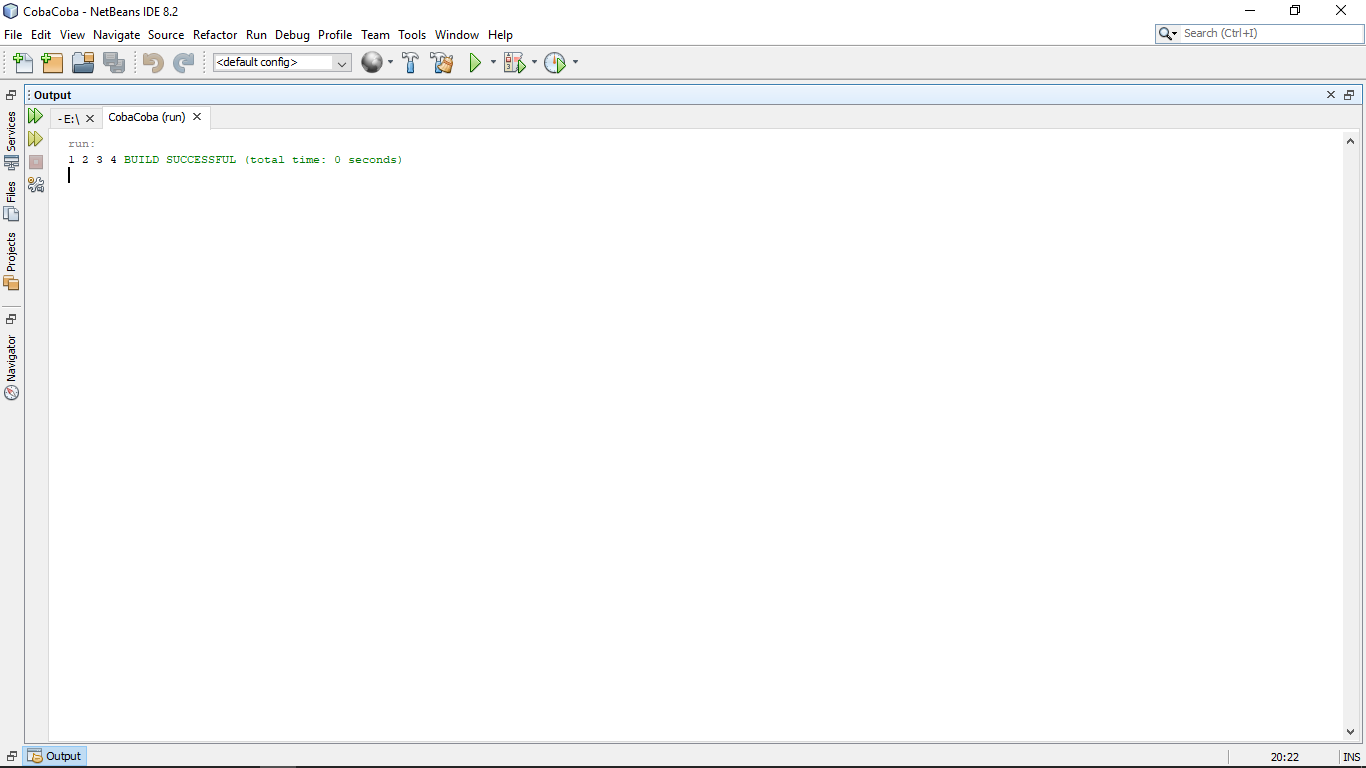 CobaCoba - NetBeans IDE 8.2
File Edit View Navigate Source Refactor Run Debug Profile Team Tools Window Help
Search (Ctrl+I)
<default config>
Output
- E:\
CobaCoba (run)
run:
1 2 3 4 BUILD SUCCESSFUL (total time: 0 seconds)
Services
Files
Projects
Navigator
Output
20:22
INS